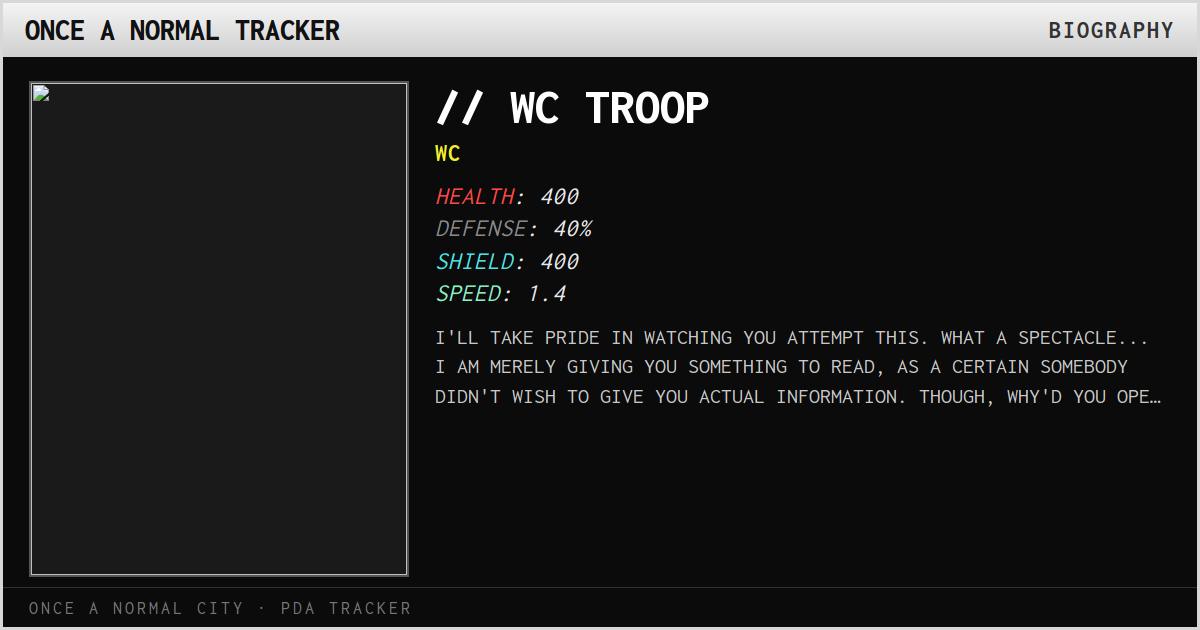 ONCE A NORMAL TRACKER
BIOGRAPHY
// WC TROOP
WC
HEALTH: 400
DEFENSE: 40%
SHIELD: 400
SPEED: 1.4
I'LL TAKE PRIDE IN WATCHING YOU ATTEMPT THIS. WHAT A SPECTACLE...
I AM MERELY GIVING YOU SOMETHING TO READ, AS A CERTAIN SOMEBODY
DIDN'T WISH TO GIVE YOU ACTUAL INFORMATION. THOUGH, WHY'D YOU OPE…
ONCE A NORMAL CITY · PDA TRACKER